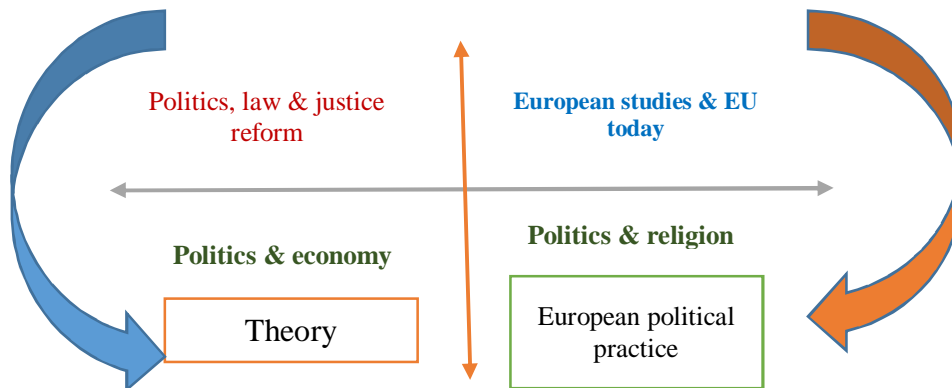 Politics, law & justice
reform
European studies & EU
today
Politics & economy
Politics & religion
Theory
European political
practice